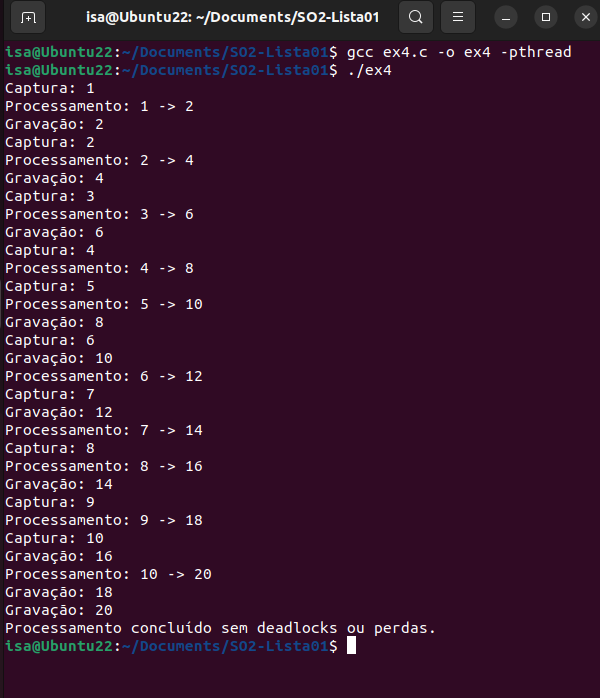 isa@Ubuntu22: ~/Documents/SO2-Lista01
isa@Ubuntu22:~/Documents/SO2-Lista01$ gcc ex4.c -o ex4 -pthread
isa@Ubuntu22:~/Documents/SO2-Lista01$ ./ex4
Captura: 1
Processamento: 1 -> 2
Gravação: 2
Captura: 2
Processamento: 2 -> 4
Gravação: 4
Captura: 3
Processamento: 3 -> 6
Gravação: 6
Captura: 4
Processamento: 4 -> 8
Captura: 5
Processamento: 5 -> 10
Gravação: 8
Captura: 6
Gravação: 10
Processamento: 6 -> 12
Captura: 7
Gravação: 12
Processamento: 7 -> 14
Captura: 8
Processamento: 8 -> 16
Gravação: 14
Captura: 9
Processamento: 9 -> 18
Captura: 10
Gravação: 16
Processamento: 10 -> 20
Gravação: 18
Gravação: 20
Processamento concluído sem deadlocks ou perdas.
isa@Ubuntu22:~/Documents/SO2-Lista01$